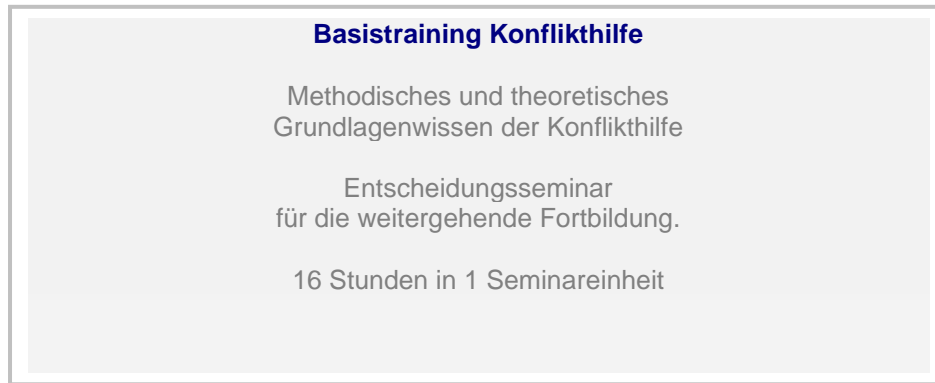 Basistraining Konflikthilfe
Methodisches und theoretisches
Grundlagenwissen der Konflikthilfe
Entscheidungsseminar
für die weitergehende Fortbildung.
16 Stunden in 1 Seminareinheit